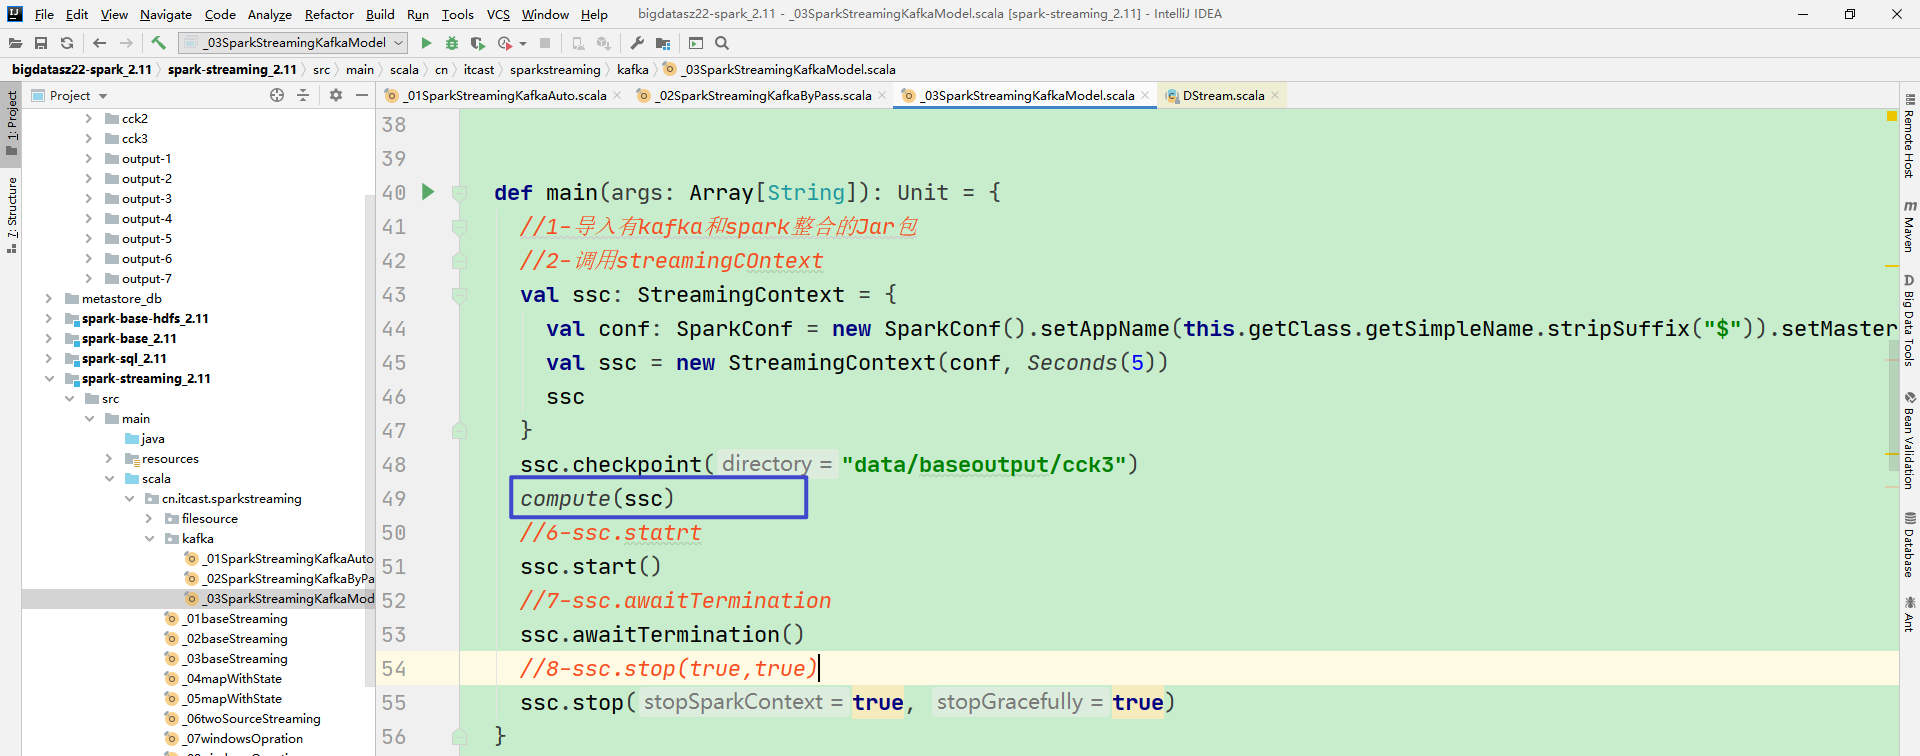 File Edit View Navigate Code Analyze Refactor Build Run Tools VCS Window Help bigdatasz22-spark_2.11 - _03SparkStreamingKafkaModel.scala [spark-streaming_2.11] - IntelliJ IDEA
_03SparkStreamingKafkaModel
bigdatasz22-spark_2.11 spark-streaming_2.11 src main scala cn itcast sparkstreaming kafka _03SparkStreamingKafkaModel.scala
Project _01SparkStreamingKafkaAuto.scala _02SparkStreamingKafkaByPass.scala _03SparkStreamingKafkaModel.scala DStream.scala
1: Project
7: Structure
cck2
cck3
output-1
output-2
output-3
output-4
output-5
output-6
output-7
metastore_db
spark-base-hdfs_2.11
spark-base_2.11
spark-sql_2.11
spark-streaming_2.11
src
main
java
resources
scala
cn.itcast.sparkstreaming
filesource
kafka
_01SparkStreamingKafkaAuto
_02SparkStreamingKafkaByPa
_03SparkStreamingKafkaMod
_01baseStreaming
_02baseStreaming
_03baseStreaming
_04mapWithState
_05mapWithState
_06twoSourceStreaming
_07windowsOpration
38
39
40 def main(args: Array[String]): Unit = {
41 //1-导入有kafka和spark整合的Jar包
42 //2-调用streamingCOntext
43 val ssc: StreamingContext = {
44 val conf: SparkConf = new SparkConf().setAppName(this.getClass.getSimpleName.stripSuffix("$")).setMaster
45 val ssc = new StreamingContext(conf, Seconds(5))
46 ssc
47 }
48 ssc.checkpoint( directory = "data/baseoutput/cck3")
49 compute(ssc)
50 //6-ssc.statrt
51 ssc.start()
52 //7-ssc.awaitTermination
53 ssc.awaitTermination()
54 //8-ssc.stop(true,true)
55 ssc.stop( stopSparkContext = true, stopGracefully = true)
56 }
Remote Host
m Maven
D Big Data Tools
Bean Validation
Database
Ant